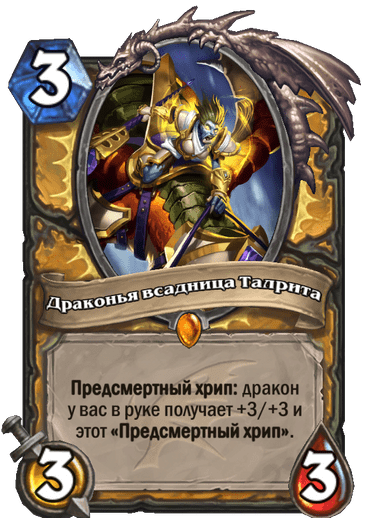 3
Драконья всадница Талрита
Предсмертный хрип: дракон
у вас в руке получает +3/+3 и
этот «Предсмертный хрип».
3
3